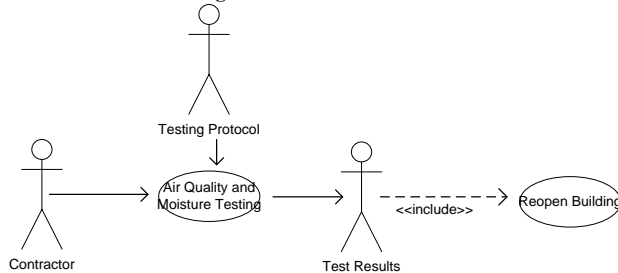 Testing Protocol
Air Quality and
Moisture Testing
<<include>>
Reopen Building
Contractor
Test Results